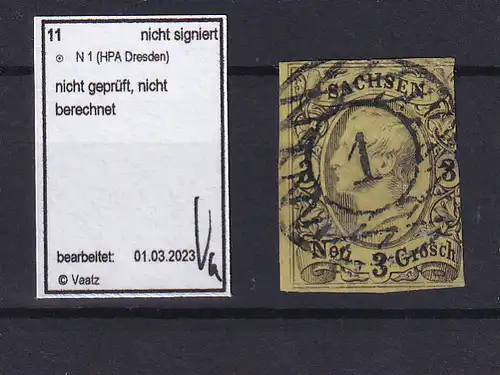 11 nicht signiert
⊙ N 1 (HPA Dresden)
nicht geprüft, nicht
berechnet
bearbeitet: 01.03.2023
© Vaatz
SACHSEN
1
3
Neu 3 Grosch